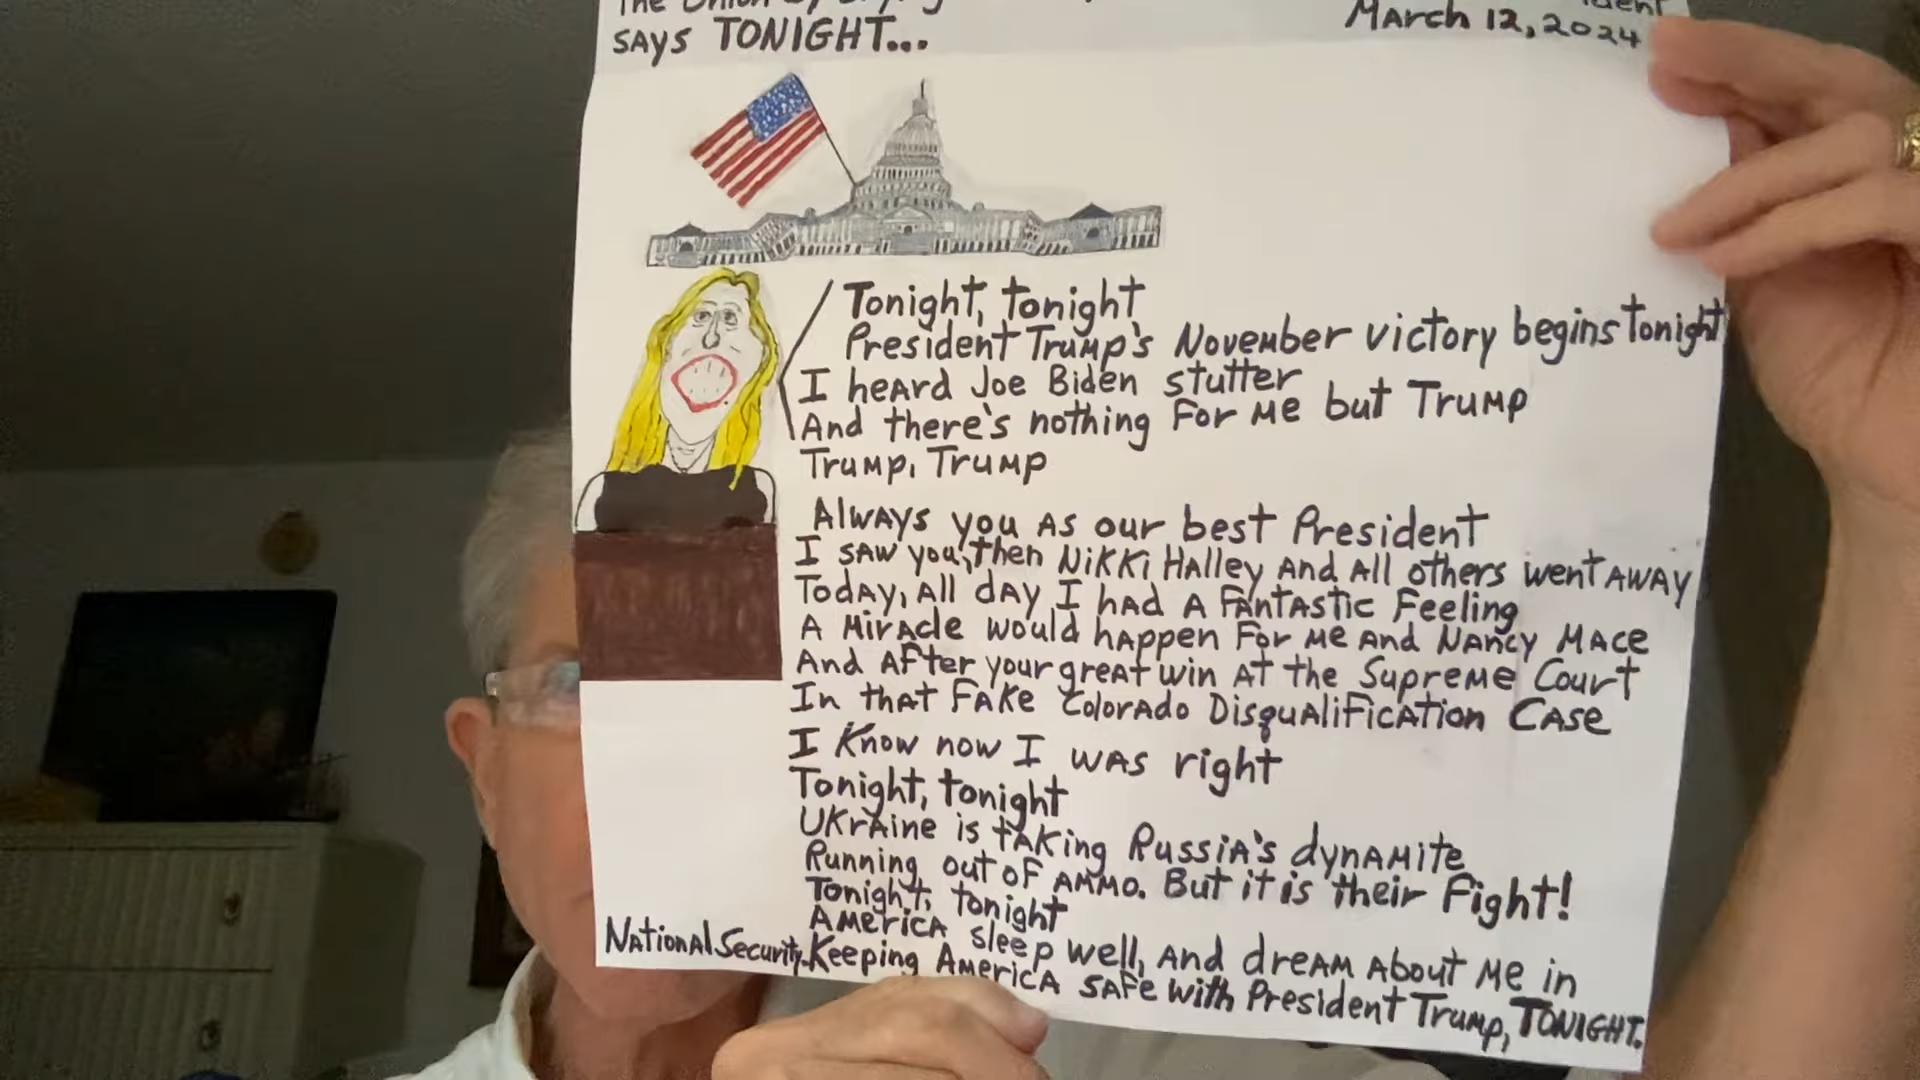 The Union by
says TONIGHT...
March 12, 2024
Tonight, tonight
President Trump's November victory begins tonight
I heard Joe Biden stutter
And there's nothing for me but Trump
Trump, Trump
Always you as our best President
I saw you, then Nikki Halley and all others went away
Today, all day I had a fantastic feeling
A miracle would happen for me and Nancy Mace
And after your great win at the Supreme Court
In that fake Colorado Disqualification case
I know now I was right
Tonight, tonight
Ukraine is taking Russia's dynamite
Running out of ammo. But it is their fight!
Tonight, tonight
America sleep well, and dream about me in
National Security. Keeping America safe with President Trump, TONIGHT.